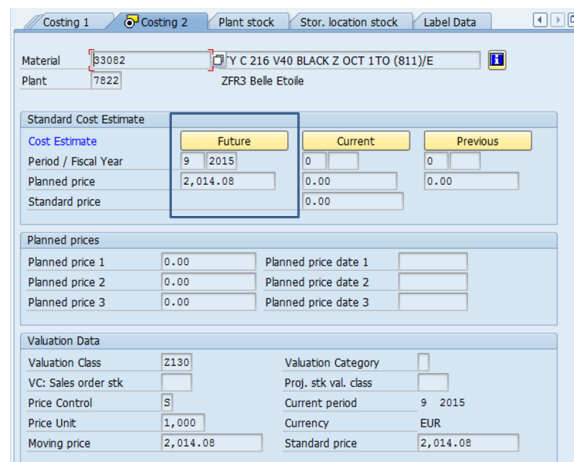 Costing 1 Costing 2 Plant stock Stor. location stock Label Data
Material 33082 TY C 216 V40 BLACK Z OCT 1TO (811)/E
Plant 7822 ZFR3 Belle Etoile
Standard Cost Estimate
Cost Estimate Future Current Previous
Period / Fiscal Year 9 2015 0 0
Planned price 2,014.08 0.00 0.00
Standard price 0.00
Planned prices
Planned price 1 0.00 Planned price date 1
Planned price 2 0.00 Planned price date 2
Planned price 3 0.00 Planned price date 3
Valuation Data
Valuation Class Z130 Valuation Category
VC: Sales order stk Proj. stk val. class
Price Control S Current period 9 2015
Price Unit 1,000 Currency EUR
Moving price 2,014.08 Standard price 2,014.08